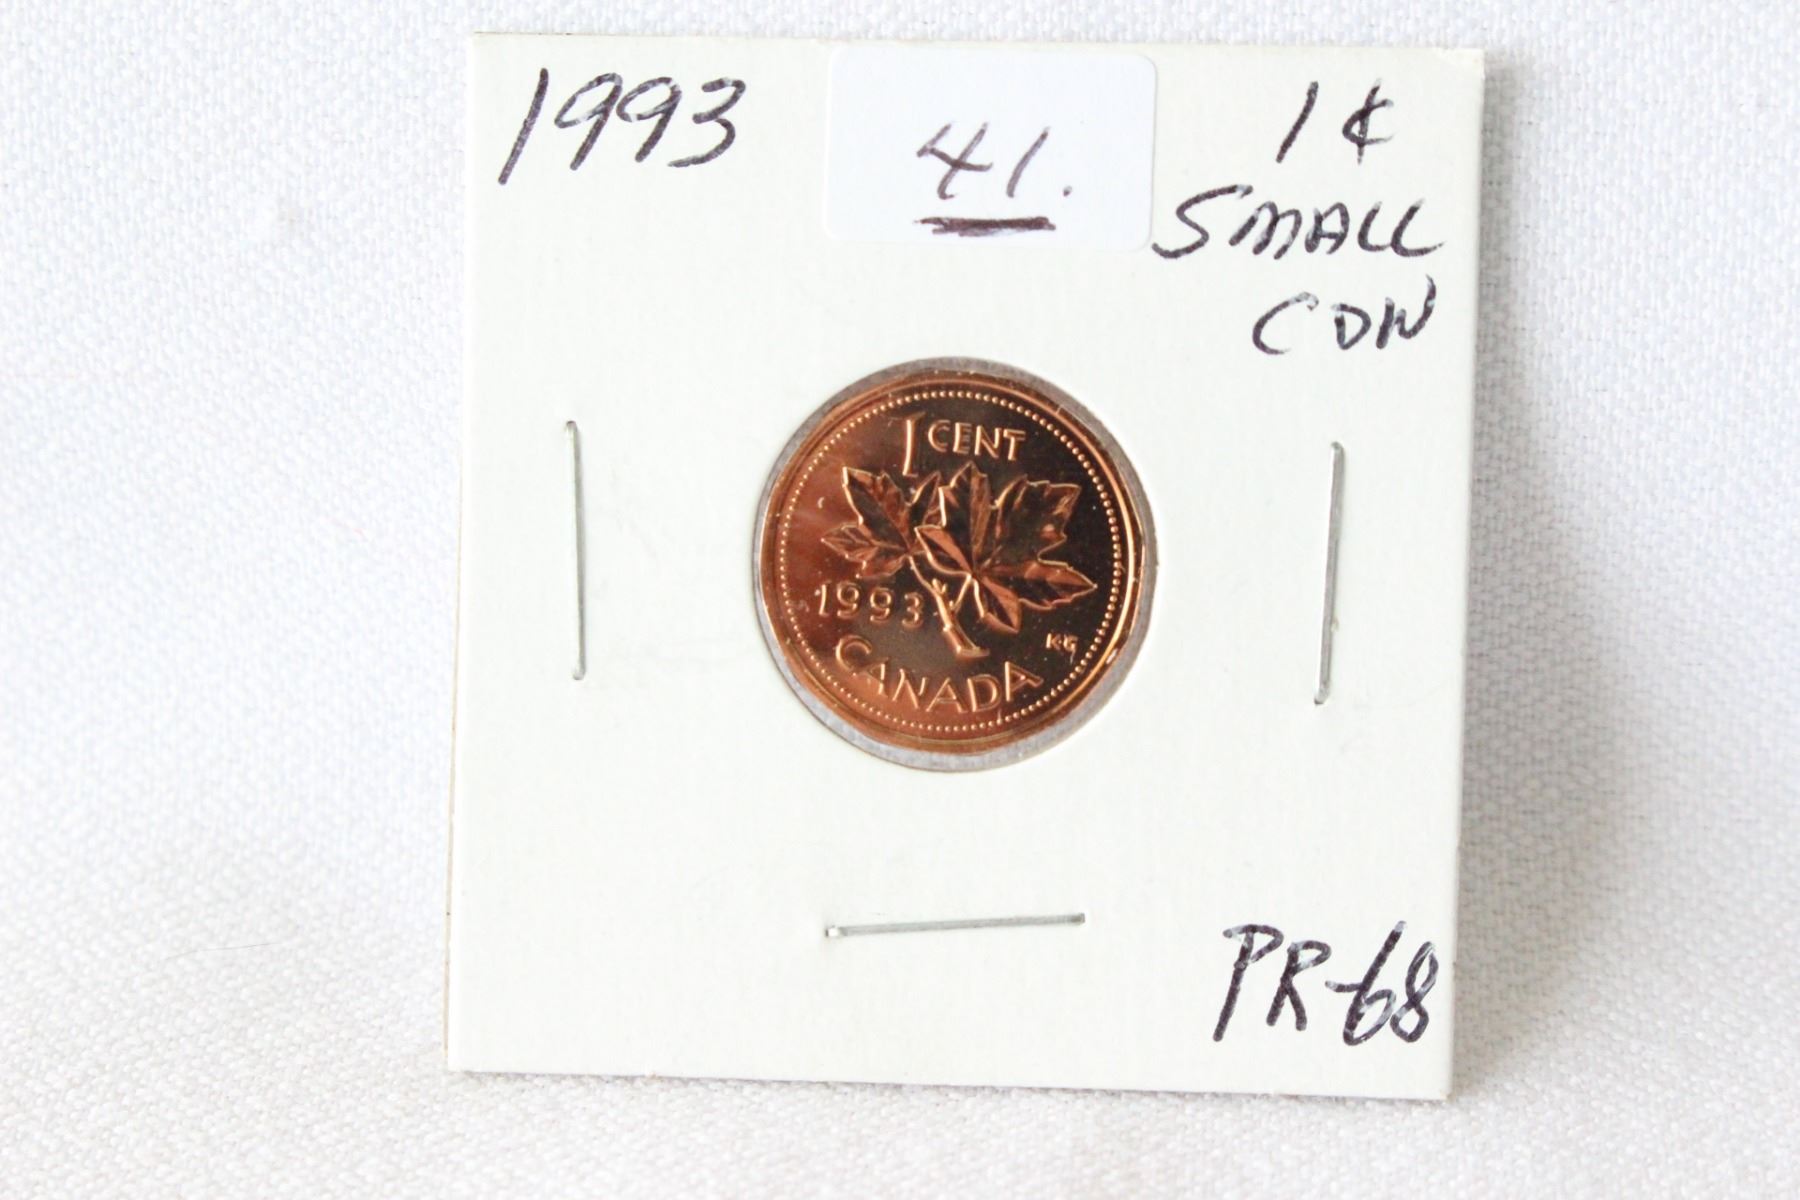 1993
41.
1¢
SMALL
CDN
1 CENT
1993
KG
CANADA
PR-68